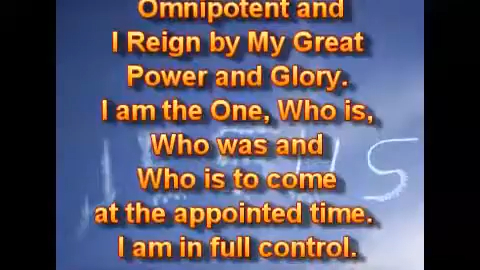 Omnipotent and
I Reign by My Great
Power and Glory.
I am the One, Who is,
Who was and
Who is to come
at the appointed time.
I am in full control.
JESUS